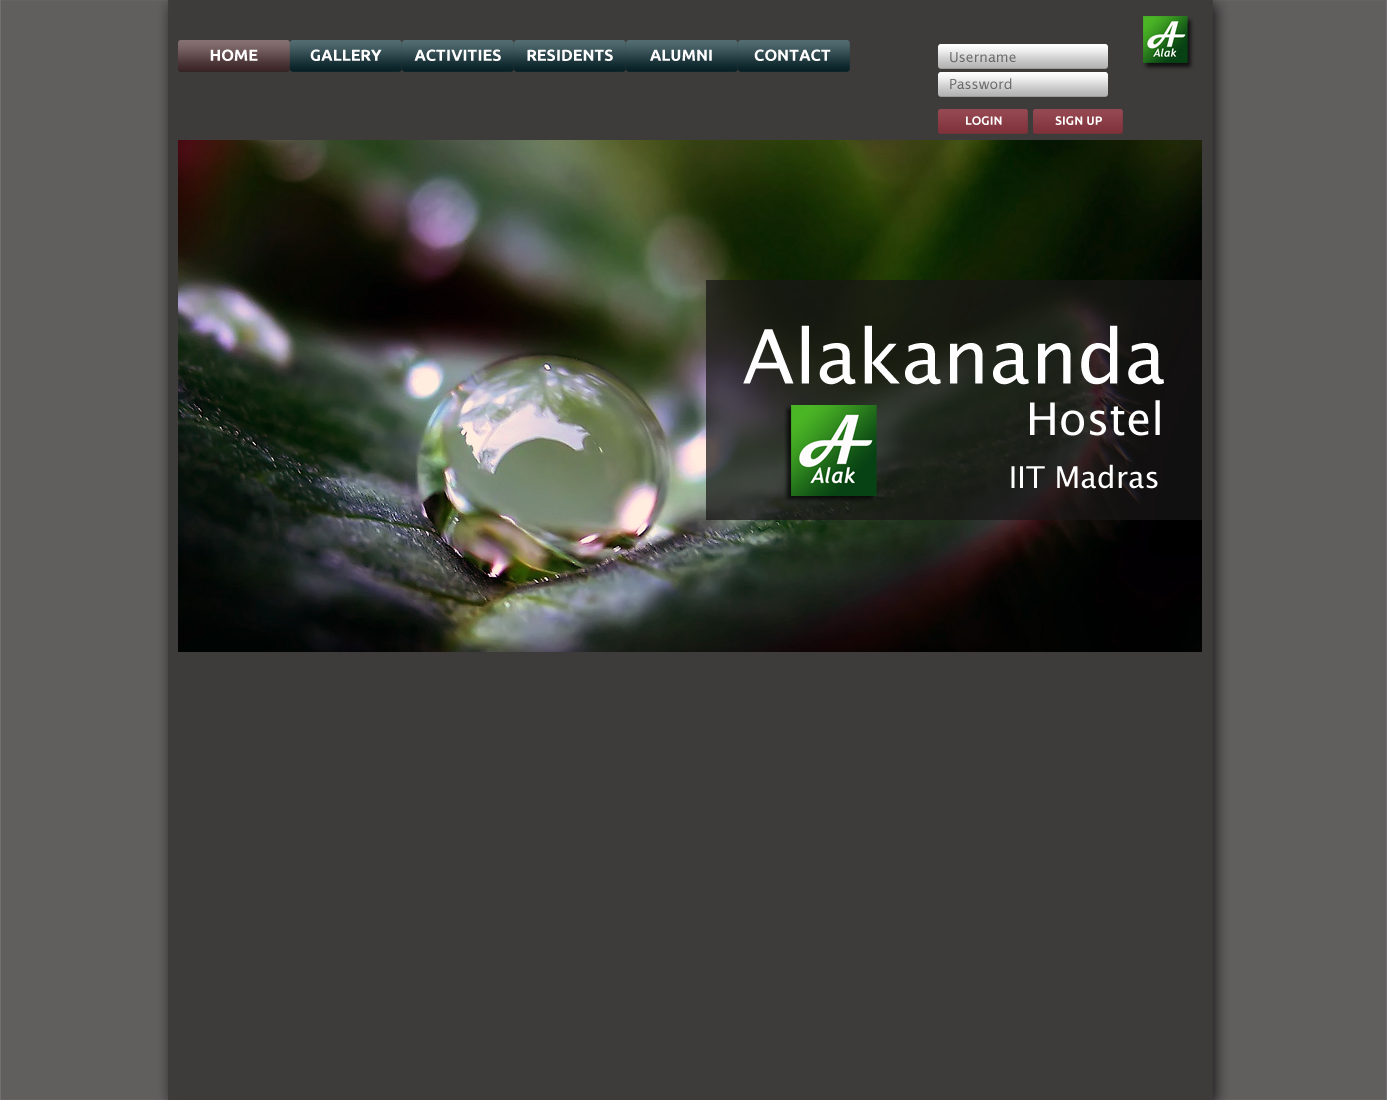 HOME GALLERY ACTIVITIES RESIDENTS ALUMNI CONTACT
Username
Password
LOGIN SIGN UP
A
Alak
Alakananda
Hostel
IIT Madras
A
Alak